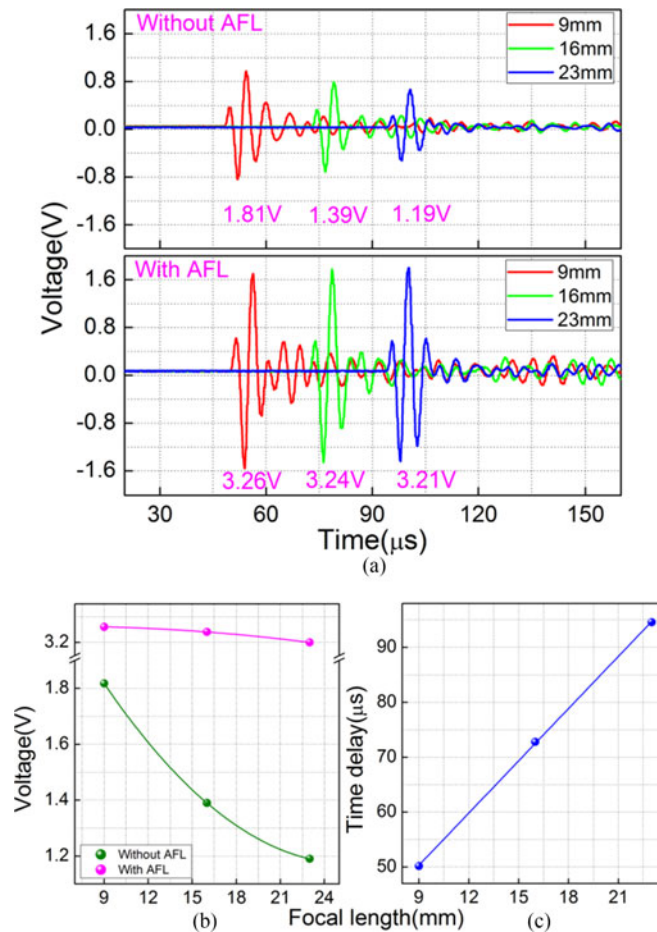 1.6
0.8
0.0
-0.8
-1.6
Without AFL
9mm
16mm
23mm
1.81V 1.39V 1.19V
Voltage(V)
1.6
0.8
0.0
-0.8
-1.6
With AFL
9mm
16mm
23mm
3.26V 3.24V 3.21V
30 60 90 120 150
Time(μs)
(a)
3.2
1.8
1.6
1.4
1.2
Voltage(V)
Without AFL
With AFL
9 12 15 18 21 24
(b)
Focal length(mm)
90
80
70
60
50
Time delay(μs)
9 12 15 18 21
(c)